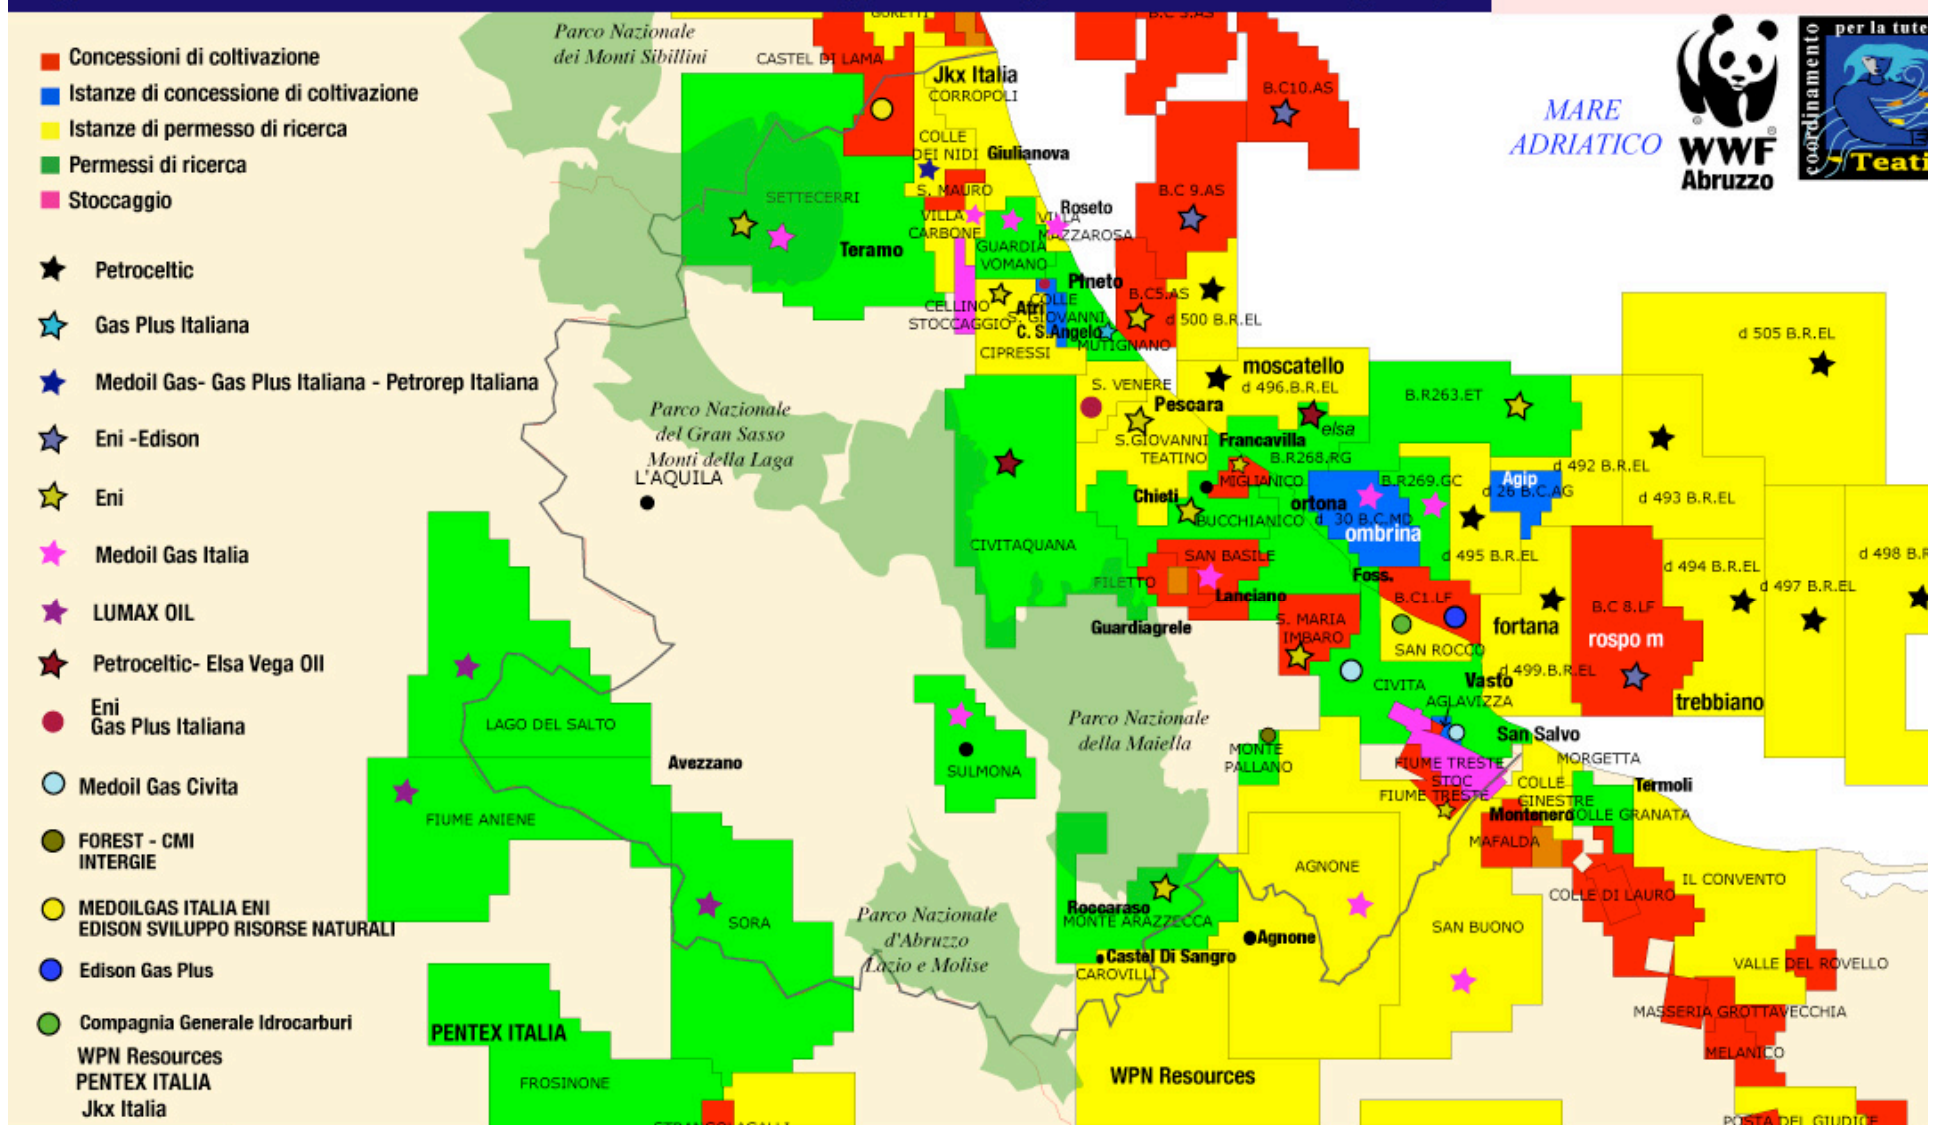 Concessioni di coltivazione
Istanze di concessione di coltivazione
Istanze di permesso di ricerca
Permessi di ricerca
Stoccaggio
Petroceltic
Gas Plus Italiana
Medoil Gas- Gas Plus Italiana - Petrorep Italiana
Eni -Edison
Eni
Medoil Gas Italia
LUMAX OIL
Petroceltic- Elsa Vega OIl
Eni
Gas Plus Italiana
Medoil Gas Civita
FOREST - CMI
INTERGIE
MEDOILGAS ITALIA ENI
EDISON SVILUPPO RISORSE NATURALI
Edison Gas Plus
Compagnia Generale Idrocarburi
WPN Resources
PENTEX ITALIA
Jkx Italia
Parco Nazionale
dei Monti Sibillini
CASTEL DI LAMA
Jkx Italia
CORROPOLI
COLLE
DEI NIDI
Giulianova
S. MAURO
SETTECERRI
VILLA
CARBONE
Roseto
VILLA
MAZZAROSA
GUARDIA
VOMANO
Teramo
PIneto
CELLINO
STOCCAGGIO
Atri
COLLE
S. GIOVANNI
C. S.Angelo
MUTIGNANO
CIPRESSI
B.C10.AS
B.C 9.AS
B.C5.AS
d 500 B.R.EL
MARE
ADRIATICO
WWF
Abruzzo
coordinamento
per la tute
Teati
d 505 B.R.EL
moscatello
d 496.B.R.EL
B.R263.ET
elsa
S. VENERE
Pescara
S.GIOVANNI
TEATINO
Francavilla
B.R268.RG
MIGLIANICO
Parco Nazionale
del Gran Sasso
Monti della Laga
L'AQUILA
Chieti
BUCCHIANICO
ortona
d 30 B.C.MD
ombrina
B.R269.GC
Agip
d 26 B.C.AG
d 492 B.R.EL
d 493 B.R.EL
d 495 B.R.EL
d 494 B.R.EL
d 497 B.R.EL
d 498 B.R
CIVITAQUANA
SAN BASILE
FILETTO
Lanciano
Guardiagrele
Foss.
B.C1.LF
S. MARIA
IMBARO
SAN ROCCO
fortana
B.C 8.LF
rospo m
d 499.B.R.EL
trebbiano
CIVITA
Vasto
AGLAVIZZA
San Salvo
LAGO DEL SALTO
Avezzano
FIUME ANIENE
SULMONA
Parco Nazionale
della Maiella
MONTE
PALLANO
FIUME TRESTE
STOC
FIUME TRESTE
MORGETTA
COLLE
GINESTRE
Termoli
Montenero
COLLE GRANATA
MAFALDA
AGNONE
COLLE DI LAURO
IL CONVENTO
SORA
Parco Nazionale
d'Abruzzo
Lazio e Molise
Roccaraso
MONTE ARAZZECCA
Agnone
Castel Di Sangro
CAROVILLI
SAN BUONO
VALLE DEL ROVELLO
MASSERIA GROTTAVECCHIA
MELANICO
PENTEX ITALIA
FROSINONE
WPN Resources
POSTA DEL GIUDICE